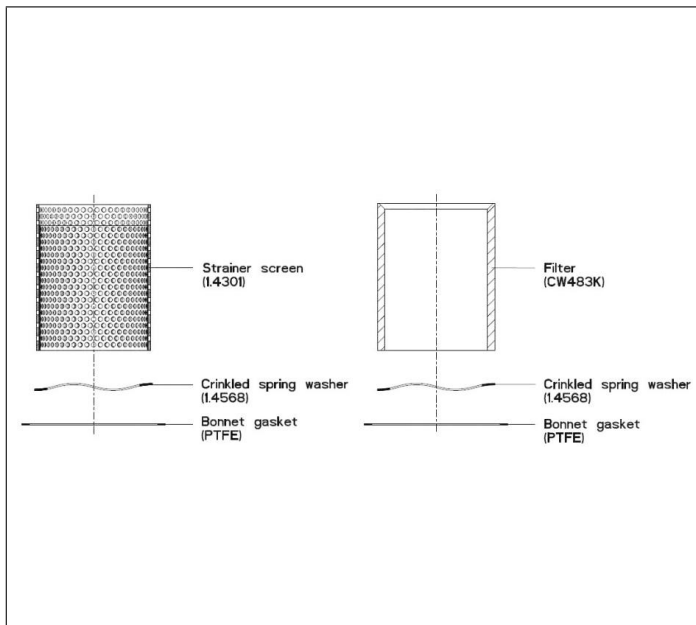 Strainer screen
(1.4301)
Crinkled spring washer
(1.4568)
Bonnet gasket
(PTFE)
Filter
(CW483K)
Crinkled spring washer
(1.4568)
Bonnet gasket
(PTFE)